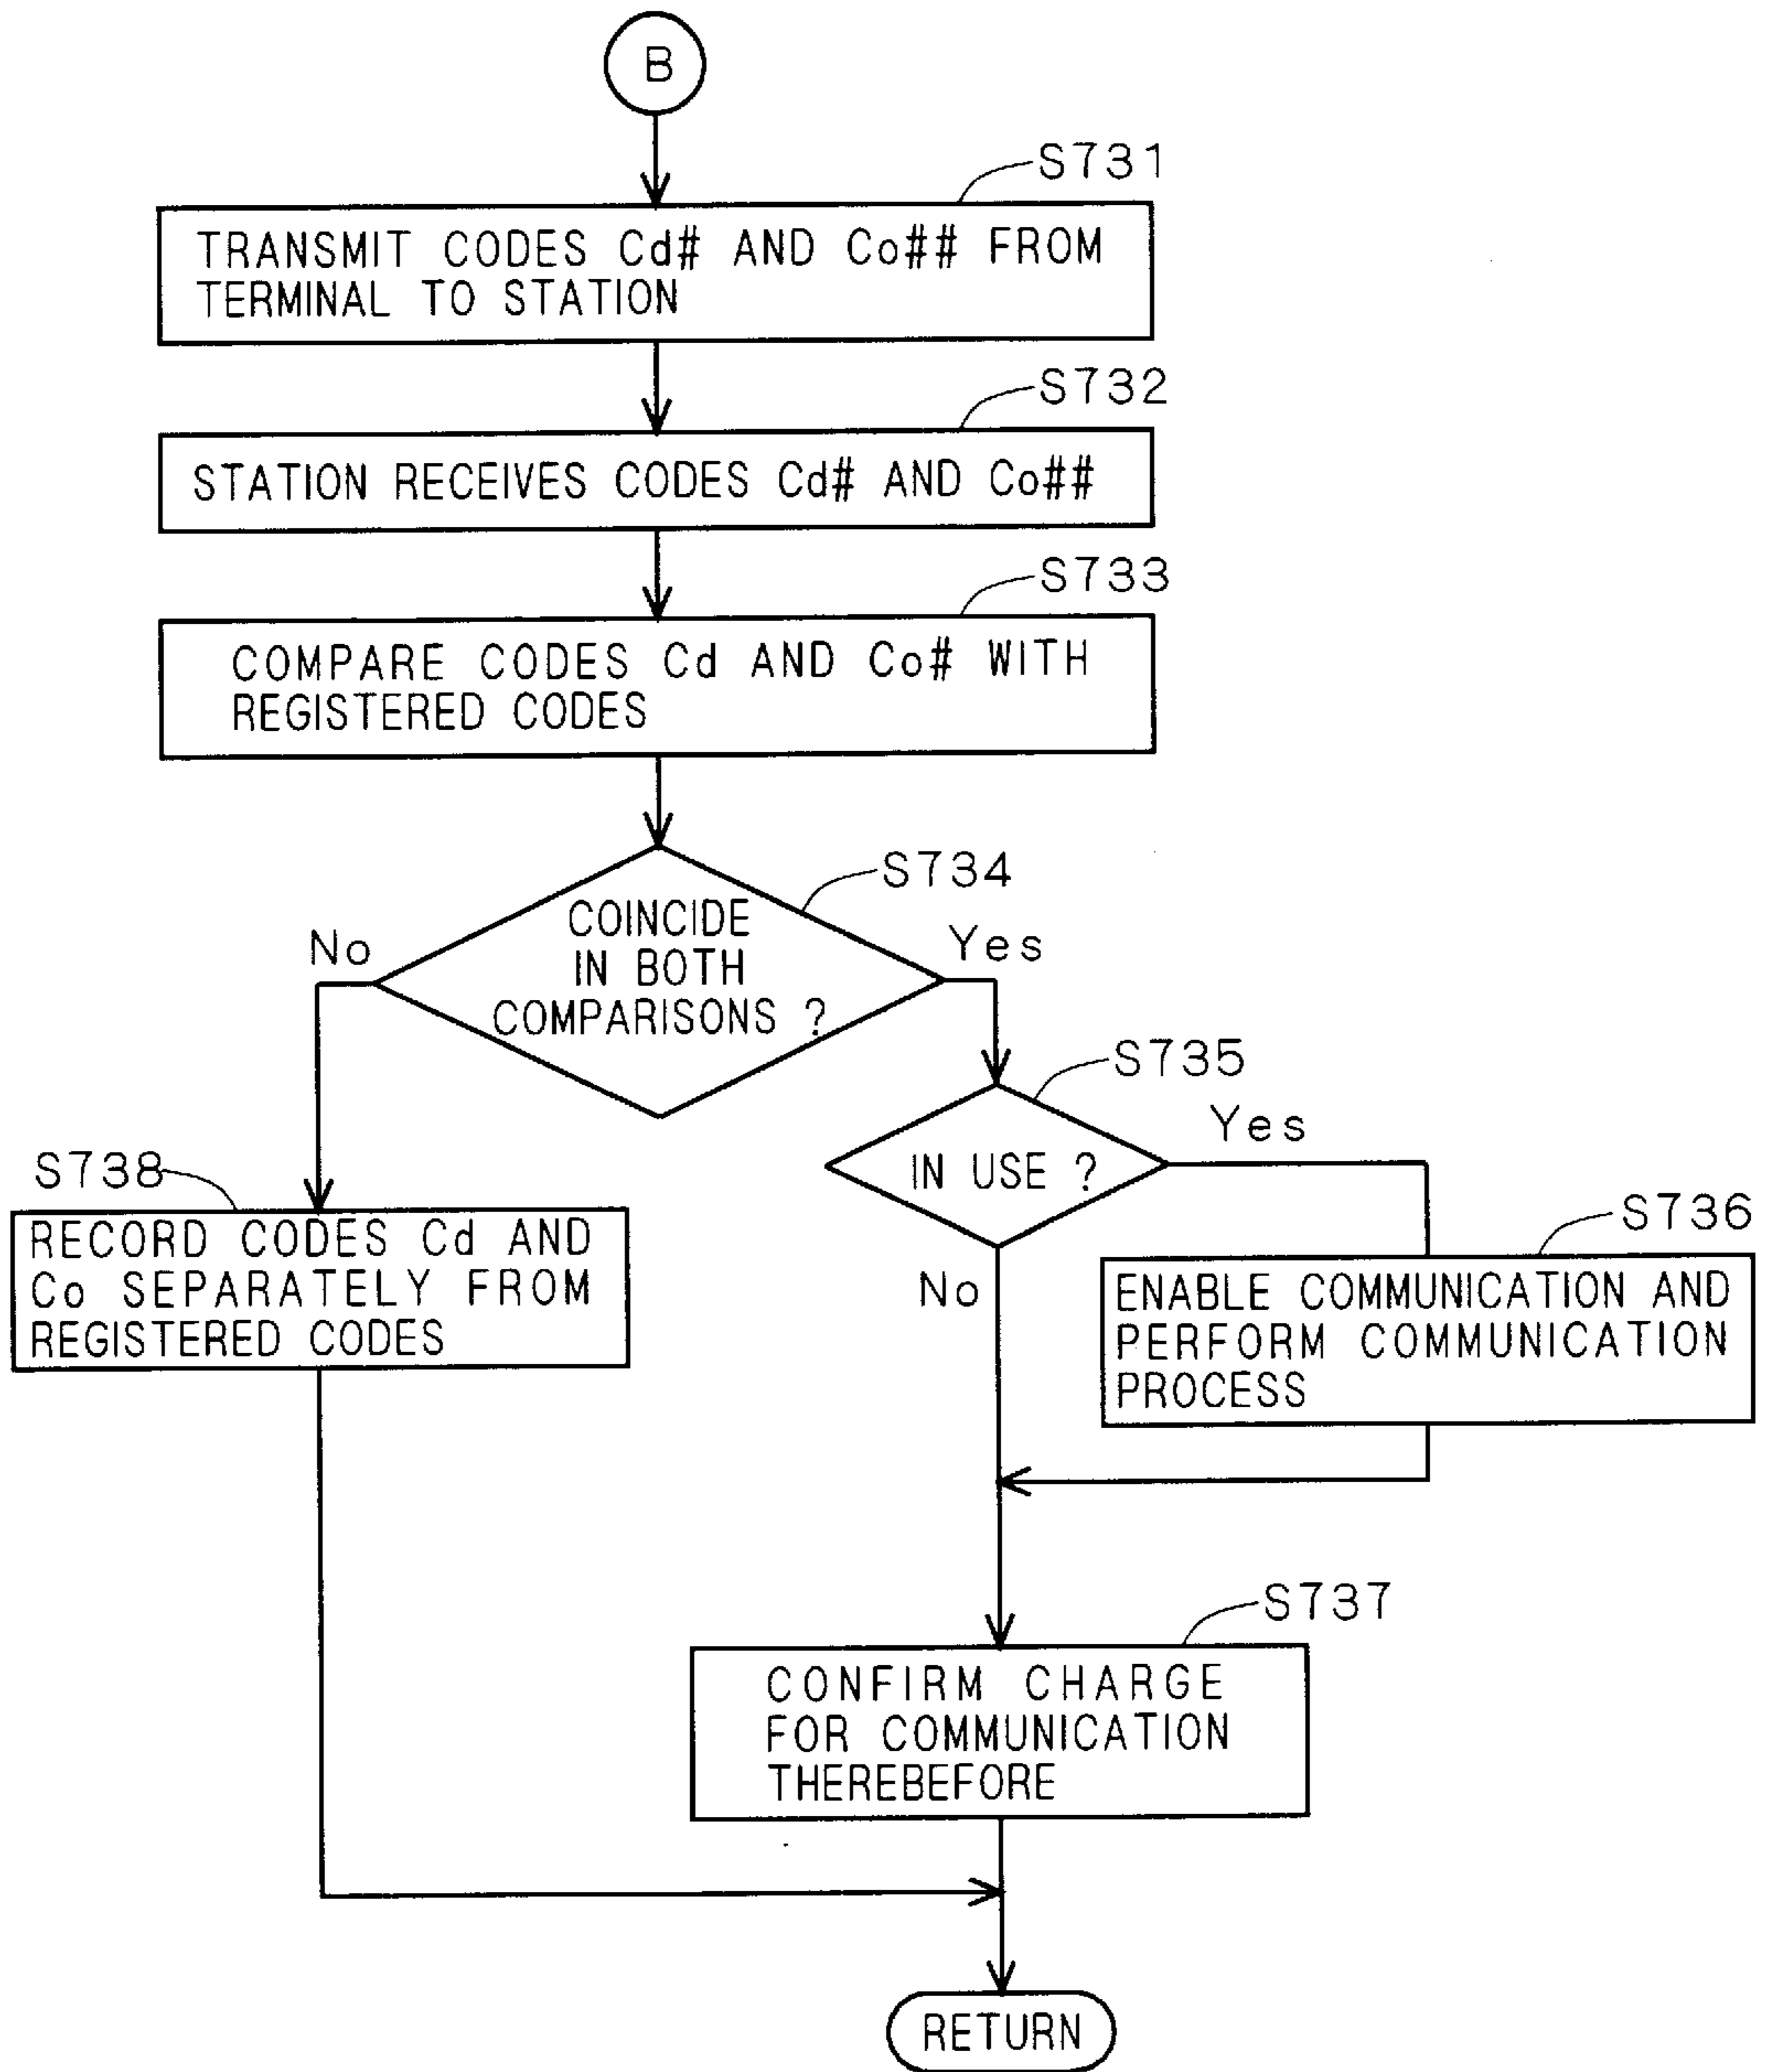 B
S731
TRANSMIT CODES Cd# AND Co## FROM
TERMINAL TO STATION
S732
STATION RECEIVES CODES Cd# AND Co##
S733
COMPARE CODES Cd AND Co# WITH
REGISTERED CODES
S734
COINCIDE
IN BOTH
COMPARISONS ?
No
Yes
S735
IN USE ?
Yes
No
S738
RECORD CODES Cd AND
Co SEPARATELY FROM
REGISTERED CODES
S736
ENABLE COMMUNICATION AND
PERFORM COMMUNICATION
PROCESS
S737
CONFIRM CHARGE
FOR COMMUNICATION
THEREBEFORE
RETURN